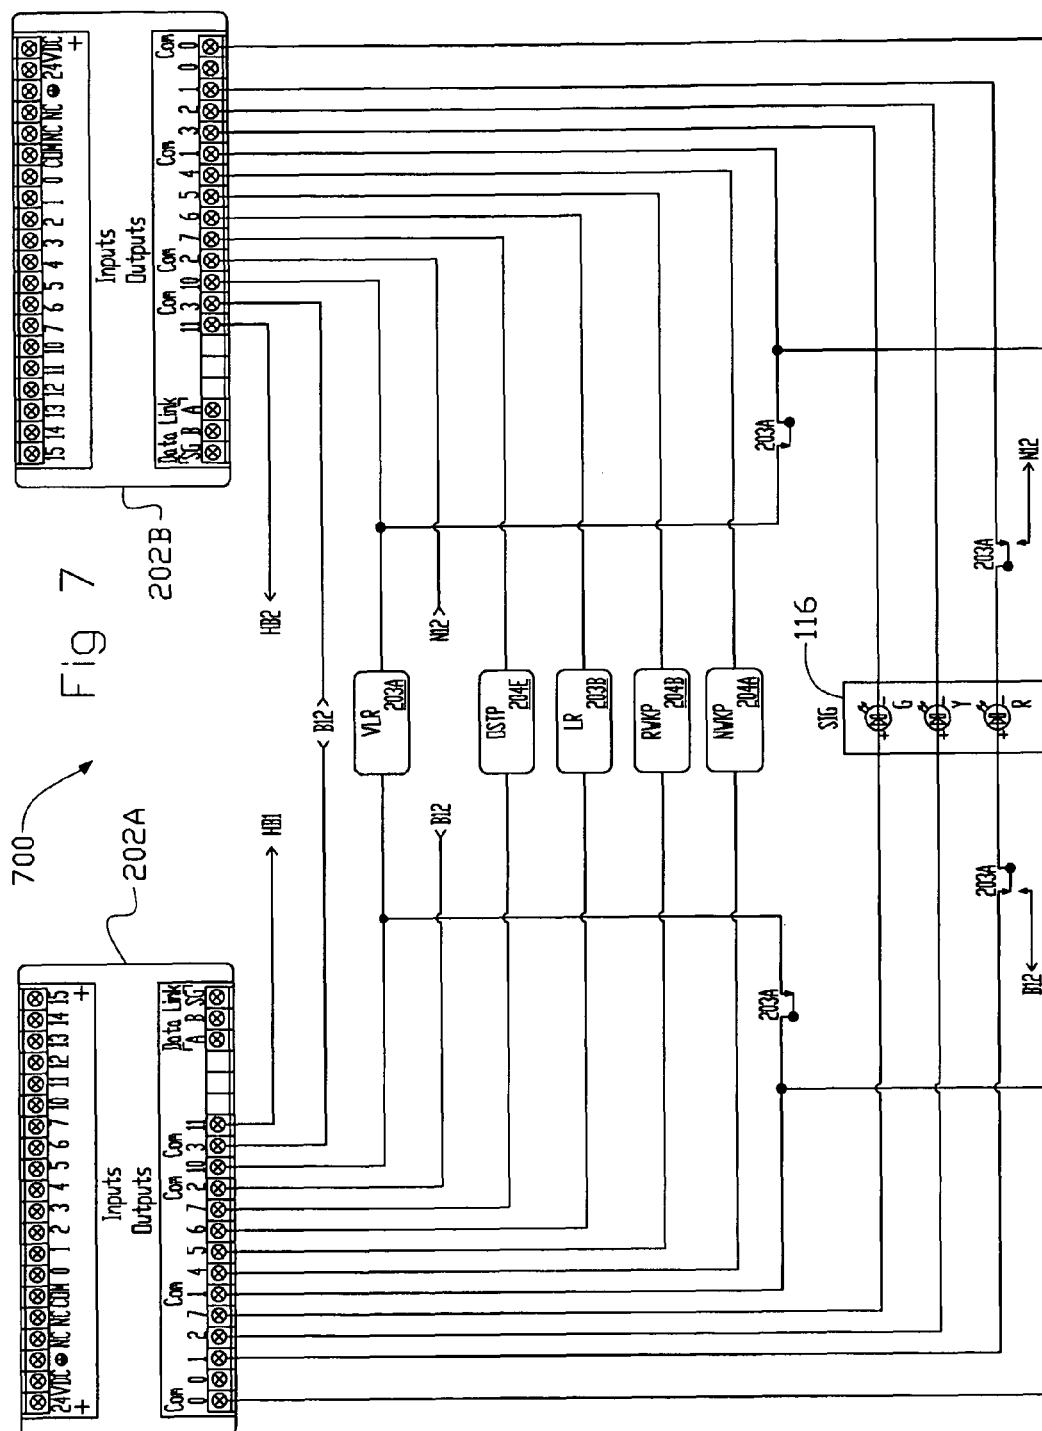 700
Fig 7
202A
202B
24VDC NC NC COM 0 1 2 3 4 5 6 7 10 11 12 13 14 15
+ +
Inputs
Outputs
Com Com Com Com Data Link
0 0 1 2 7 1 4 5 6 7 2 10 3 11 A B SG
15 14 13 12 11 10 7 6 5 4 3 2 1 0 COM NC NC 24VDC
+
Inputs
Outputs
Data Link Com Com Com Com
SG B A 11 3 10 2 7 6 5 4 1 3 2 1 0 0
HB1
HB2
B12
VLR
203A
B12
N12
DSTP
204E
LR
203B
RWKP
204B
NWKP
204A
203A
203A
SIG
116
+ -
G
+ -
Y
+ -
R
203A
203A
B12
N12